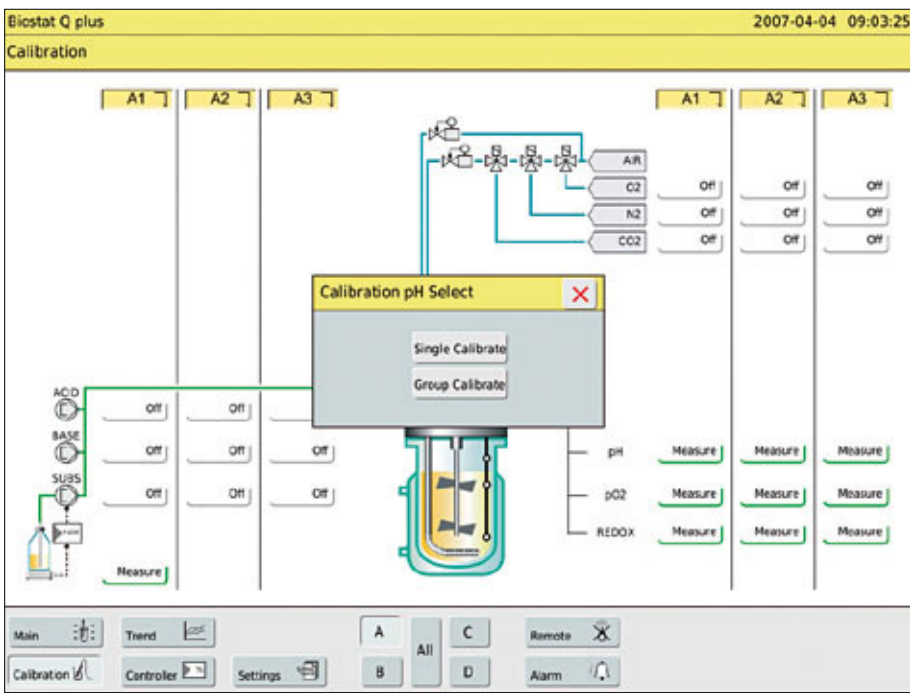 Biostat Q plus 2007-04-04 09:03:25
Calibration
A1 A2 A3 A1 A2 A3
AIR
O2 Off Off Off
N2 Off Off Off
CO2 Off Off Off
Calibration pH Select
Single Calibrate
Group Calibrate
ACID Off Off
BASE Off Off Off
pH Measure Measure Measure
SUBS Off Off Off
pO2 Measure Measure Measure
REDOX Measure Measure Measure
Measure
Main Trend A All C Remote
Calibration Controller Settings B D Alarm